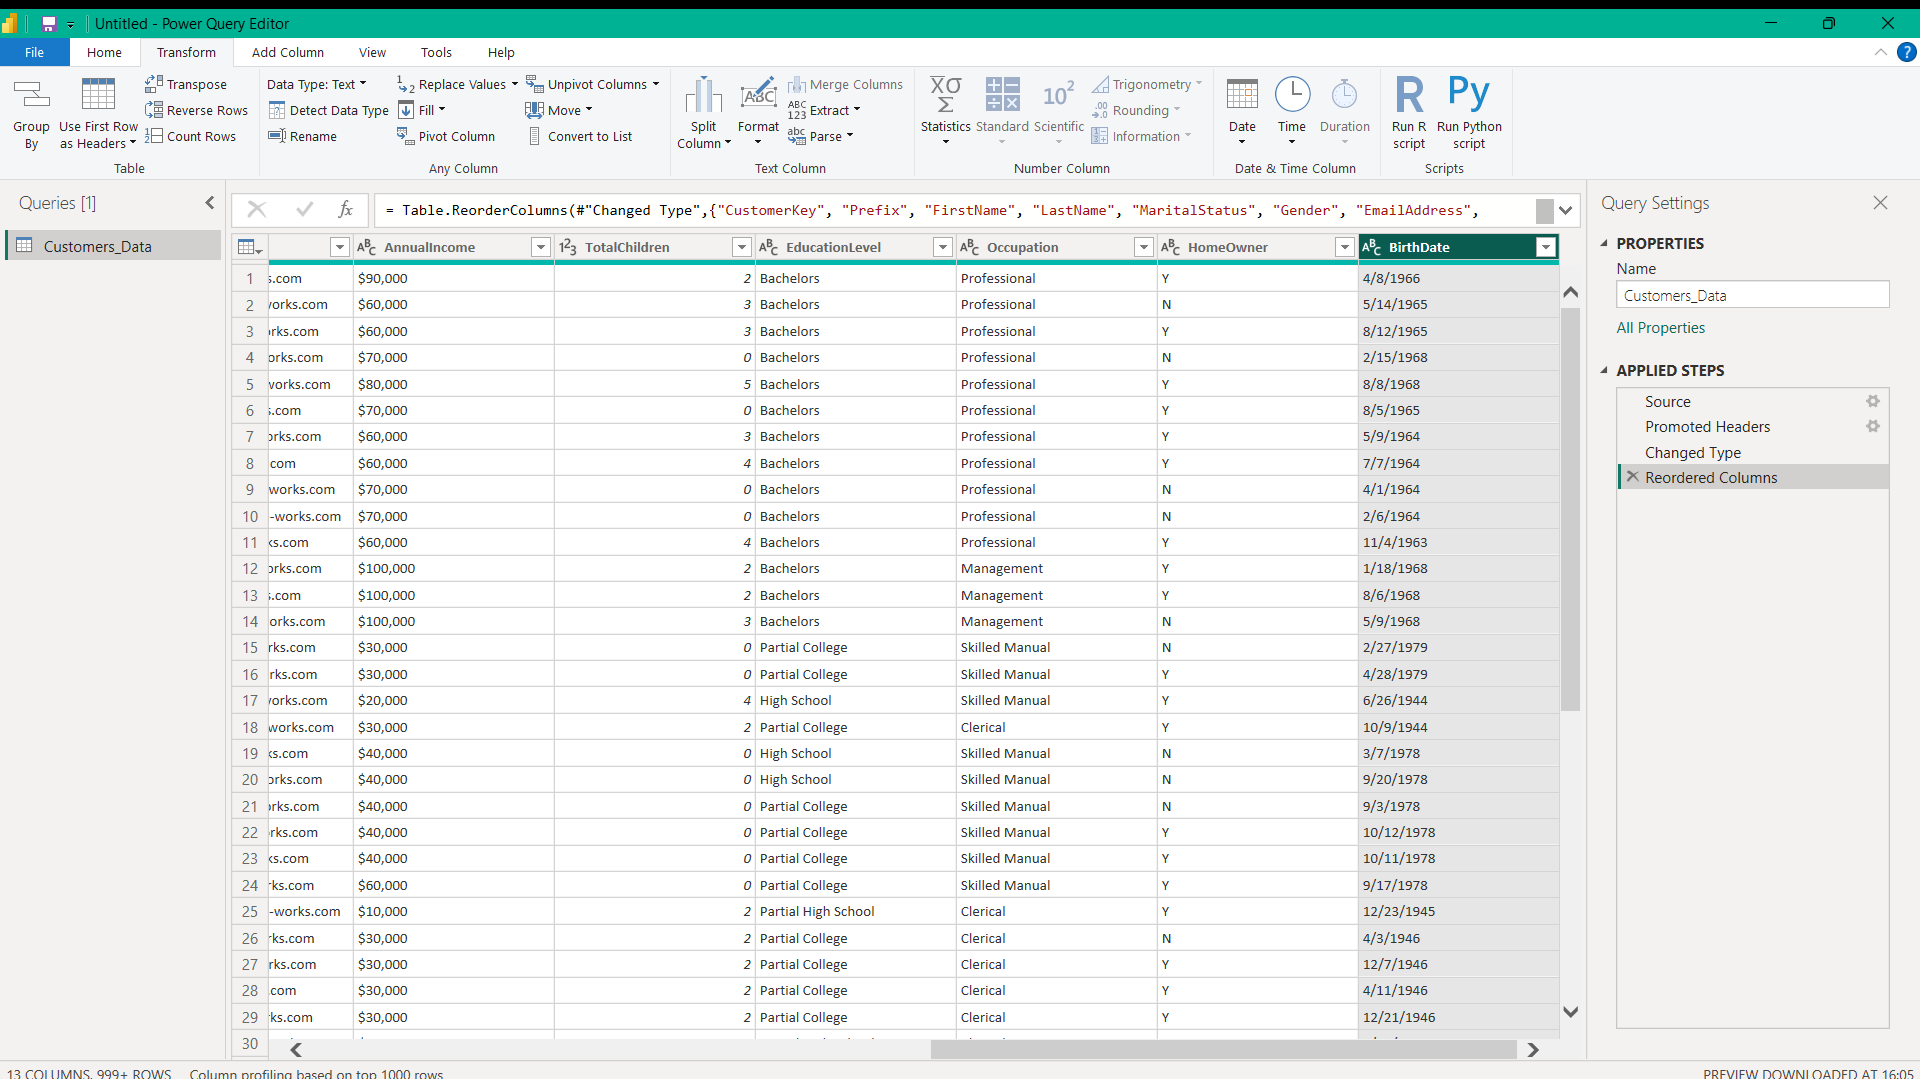 Untitled - Power Query Editor
File Home Transform Add Column View Tools Help
Group By
Use First Row as Headers
Transpose
Reverse Rows
Count Rows
Table
Data Type: Text
Detect Data Type
Rename
Replace Values
Fill
Pivot Column
Unpivot Columns
Move
Convert to List
Any Column
Split Column
Format
Merge Columns
Extract
Parse
Text Column
Statistics
Standard
Scientific
Trigonometry
Rounding
Information
Number Column
Date
Time
Duration
Date & Time Column
Run R script
Run Python script
Scripts
Queries [1]
Customers_Data
= Table.ReorderColumns(#"Changed Type",{"CustomerKey", "Prefix", "FirstName", "LastName", "MaritalStatus", "Gender", "EmailAddress",
AnnualIncome TotalChildren EducationLevel Occupation HomeOwner BirthDate
1 s.com $90,000 2 Bachelors Professional Y 4/8/1966
2 works.com $60,000 3 Bachelors Professional N 5/14/1965
3 rks.com $60,000 3 Bachelors Professional Y 8/12/1965
4 orks.com $70,000 0 Bachelors Professional N 2/15/1968
5 works.com $80,000 5 Bachelors Professional Y 8/8/1968
6 s.com $70,000 0 Bachelors Professional Y 8/5/1965
7 orks.com $60,000 3 Bachelors Professional Y 5/9/1964
8 .com $60,000 4 Bachelors Professional Y 7/7/1964
9 works.com $70,000 0 Bachelors Professional N 4/1/1964
10 -works.com $70,000 0 Bachelors Professional N 2/6/1964
11 ks.com $60,000 4 Bachelors Professional Y 11/4/1963
12 orks.com $100,000 2 Bachelors Management Y 1/18/1968
13 s.com $100,000 2 Bachelors Management Y 8/6/1968
14 orks.com $100,000 3 Bachelors Management N 5/9/1968
15 rks.com $30,000 0 Partial College Skilled Manual N 2/27/1979
16 rks.com $30,000 0 Partial College Skilled Manual Y 4/28/1979
17 works.com $20,000 4 High School Skilled Manual Y 6/26/1944
18 works.com $30,000 2 Partial College Clerical Y 10/9/1944
19 ks.com $40,000 0 High School Skilled Manual N 3/7/1978
20 orks.com $40,000 0 High School Skilled Manual N 9/20/1978
21 orks.com $40,000 0 Partial College Skilled Manual N 9/3/1978
22 rks.com $40,000 0 Partial College Skilled Manual Y 10/12/1978
23 ks.com $40,000 0 Partial College Skilled Manual Y 10/11/1978
24 rks.com $60,000 0 Partial College Skilled Manual Y 9/17/1978
25 -works.com $10,000 2 Partial High School Clerical Y 12/23/1945
26 rks.com $30,000 2 Partial College Clerical N 4/3/1946
27 rks.com $30,000 2 Partial College Clerical Y 12/7/1946
28 .com $30,000 2 Partial College Clerical Y 4/11/1946
29 ks.com $30,000 2 Partial College Clerical Y 12/21/1946
30
Query Settings
PROPERTIES
Name
Customers_Data
All Properties
APPLIED STEPS
Source
Promoted Headers
Changed Type
Reordered Columns
13 COLUMNS, 999+ ROWS Column profiling based on top 1000 rows
PREVIEW DOWNLOADED AT 16:05